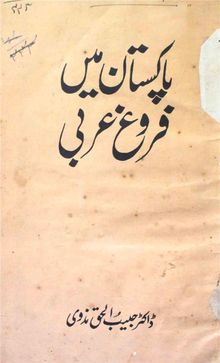 پاکستان میں
فروغ عربی
ڈاکٹر حبیب الحق ندوی